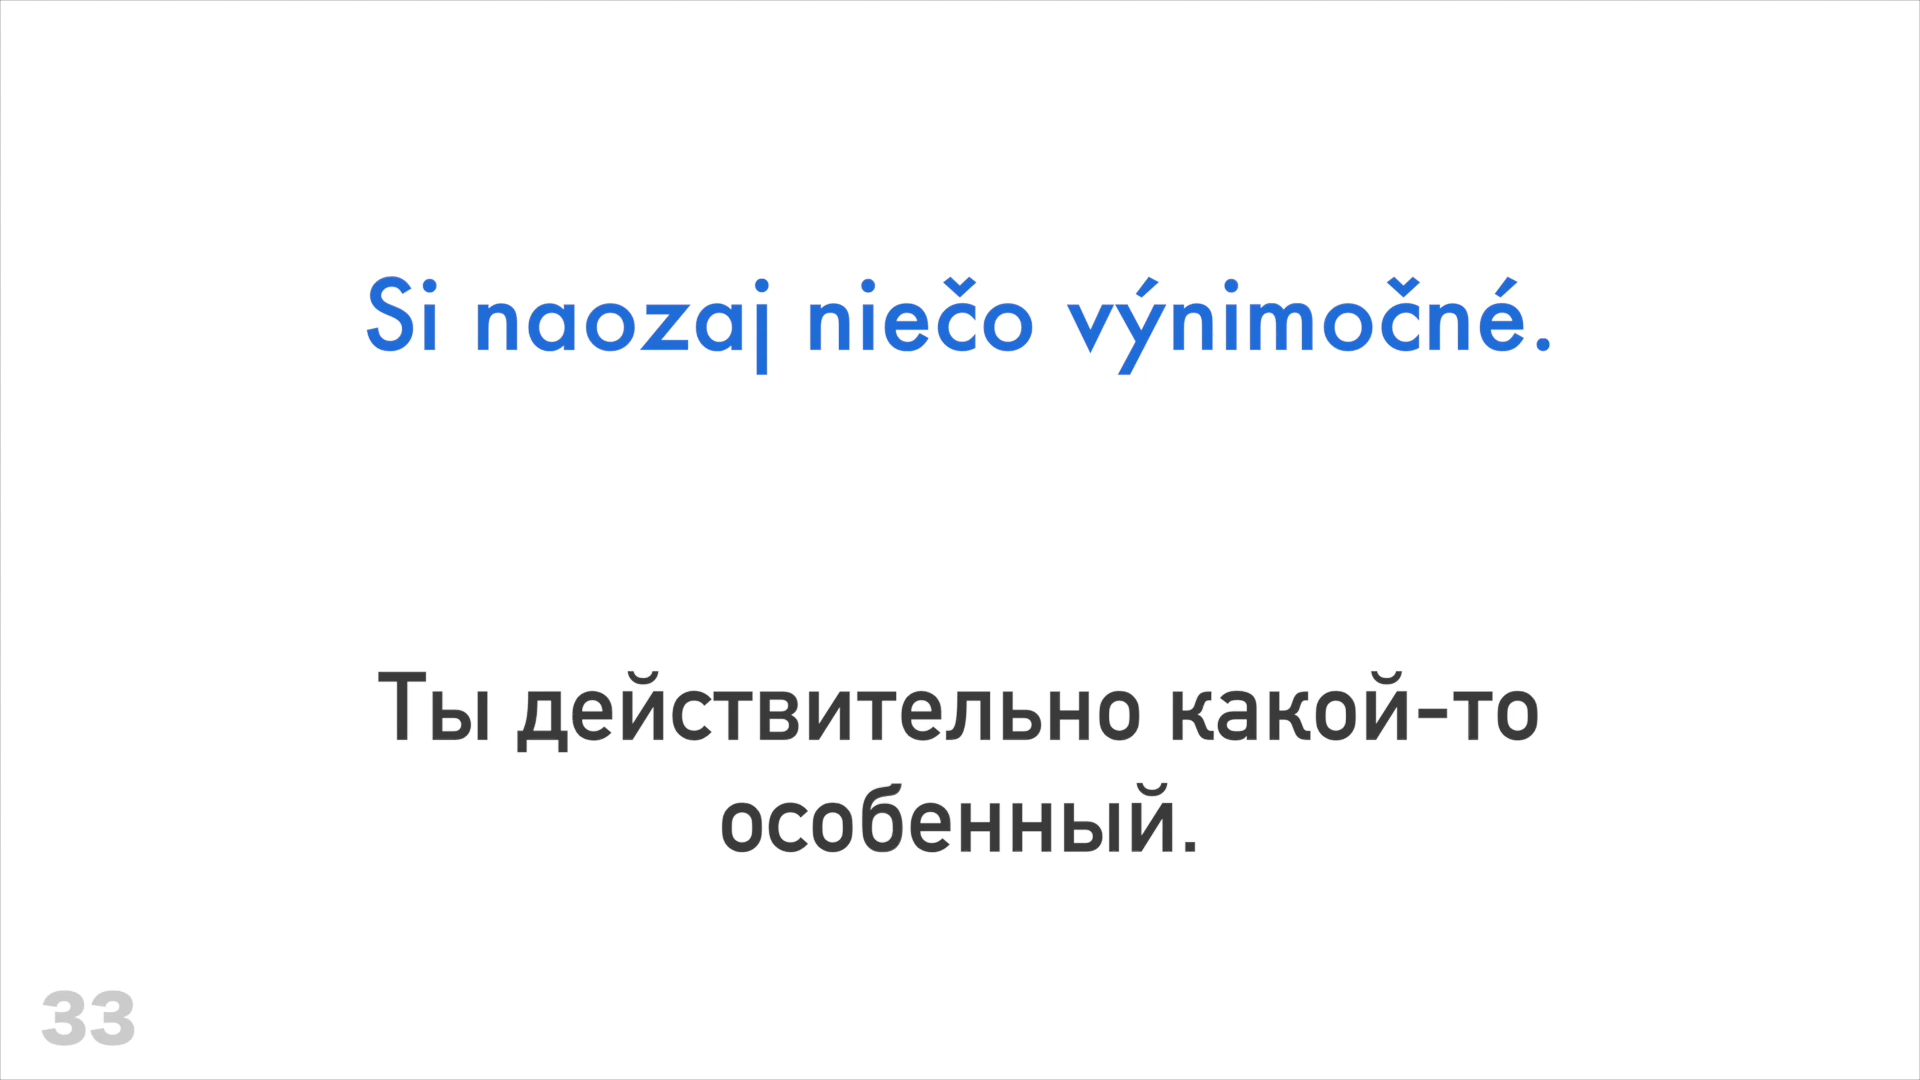 Si naozaj niečo výnimočné.
Ты действительно какой-то
особенный.
33